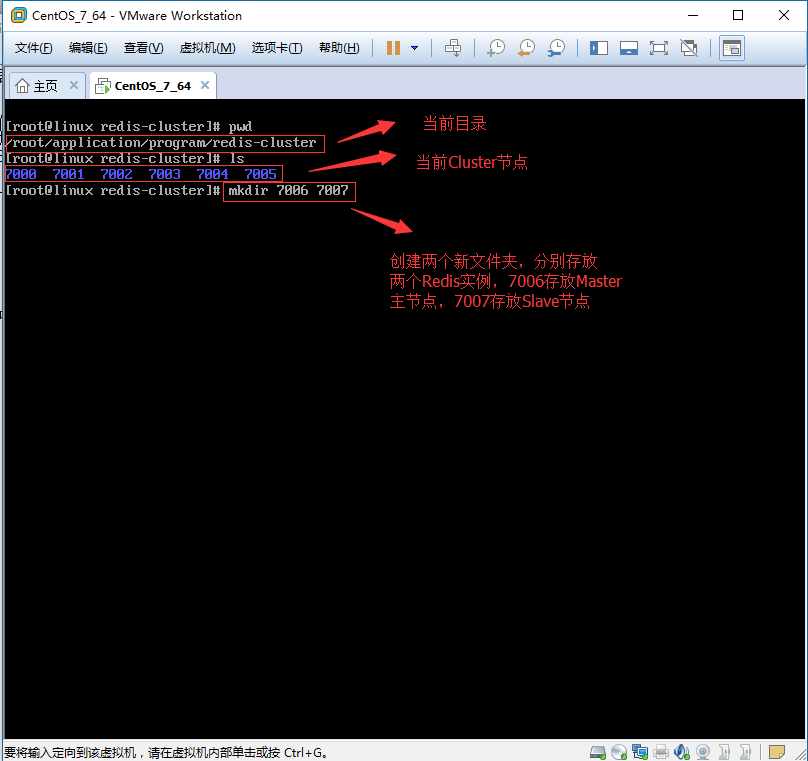 CentOS_7_64 - VMware Workstation
文件(F) 编辑(E) 查看(V) 虚拟机(M) 选项卡(T) 帮助(H)
主页 CentOS_7_64
[root@linux redis-cluster]# pwd
当前目录
/root/application/program/redis-cluster
[root@linux redis-cluster]# ls
当前Cluster节点
7000 7001 7002 7003 7004 7005
[root@linux redis-cluster]# mkdir 7006 7007
创建两个新文件夹，分别存放
两个Redis实例，7006存放Master
主节点，7007存放Slave节点
要将输入定向到该虚拟机，请在虚拟机内部单击或按 Ctrl+G。